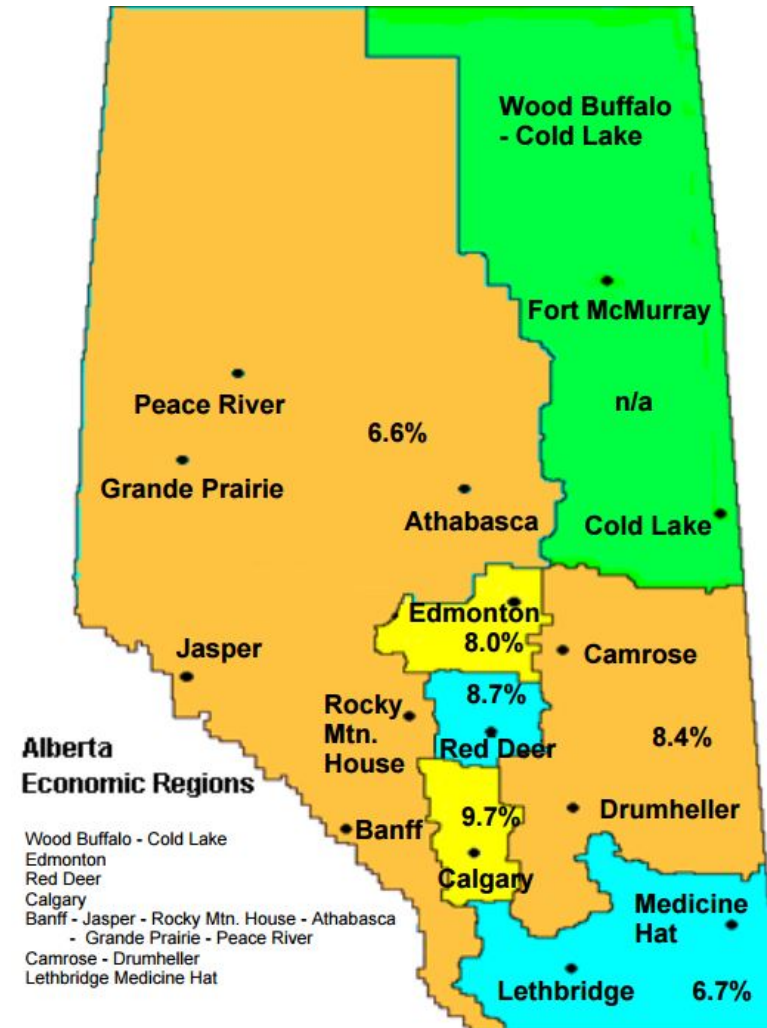 Wood Buffalo
- Cold Lake
Fort McMurray
n/a
Peace River
6.6%
Grande Prairie
Athabasca
Cold Lake
Edmonton
8.0%
Camrose
Jasper
8.7%
Rocky
Mtn.
House
Red Deer
8.4%
Alberta
Economic Regions
9.7%
Drumheller
Banff
Calgary
Wood Buffalo - Cold Lake
Edmonton
Red Deer
Calgary
Banff - Jasper - Rocky Mtn. House - Athabasca
- Grande Prairie - Peace River
Camrose - Drumheller
Lethbridge Medicine Hat
Medicine
Hat
Lethbridge
6.7%